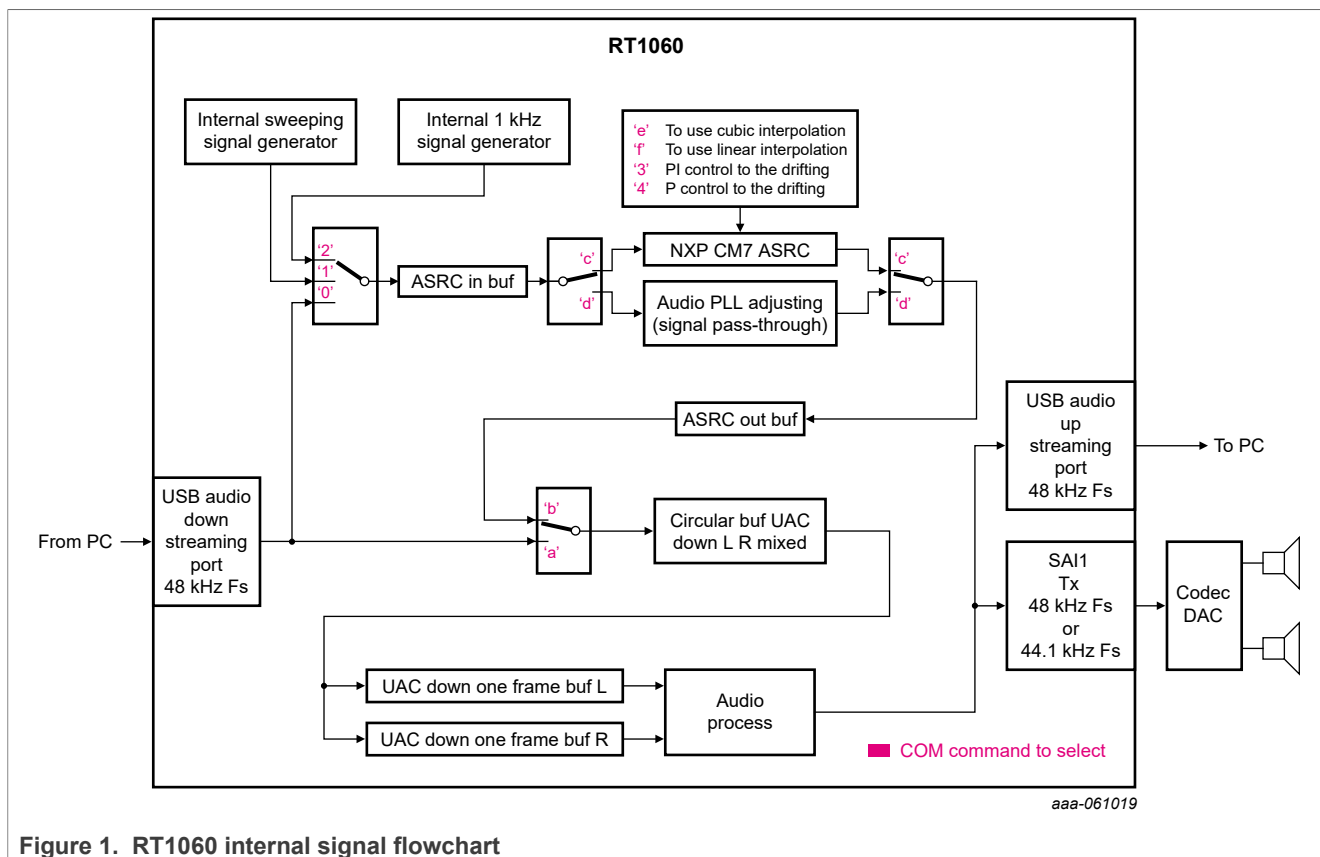 RT1060
Internal sweeping
signal generator
Internal 1 kHz
signal generator
‘e’ To use cubic interpolation
‘f’ To use linear interpolation
‘3’ PI control to the drifting
‘4’ P control to the drifting
‘2’
‘1’
‘0’
ASRC in buf
‘c’
‘d’
NXP CM7 ASRC
Audio PLL adjusting
(signal pass-through)
‘c’
‘d’
ASRC out buf
USB audio
up
streaming
port
48 kHz Fs
To PC
From PC
USB audio
down
streaming
port
48 kHz Fs
‘b’
‘a’
Circular buf UAC
down L R mixed
SAI1
Tx
48 kHz Fs
or
44.1 kHz Fs
Codec
DAC
UAC down one frame buf L
UAC down one frame buf R
Audio
process
COM command to select
aaa-061019
Figure 1. RT1060 internal signal flowchart